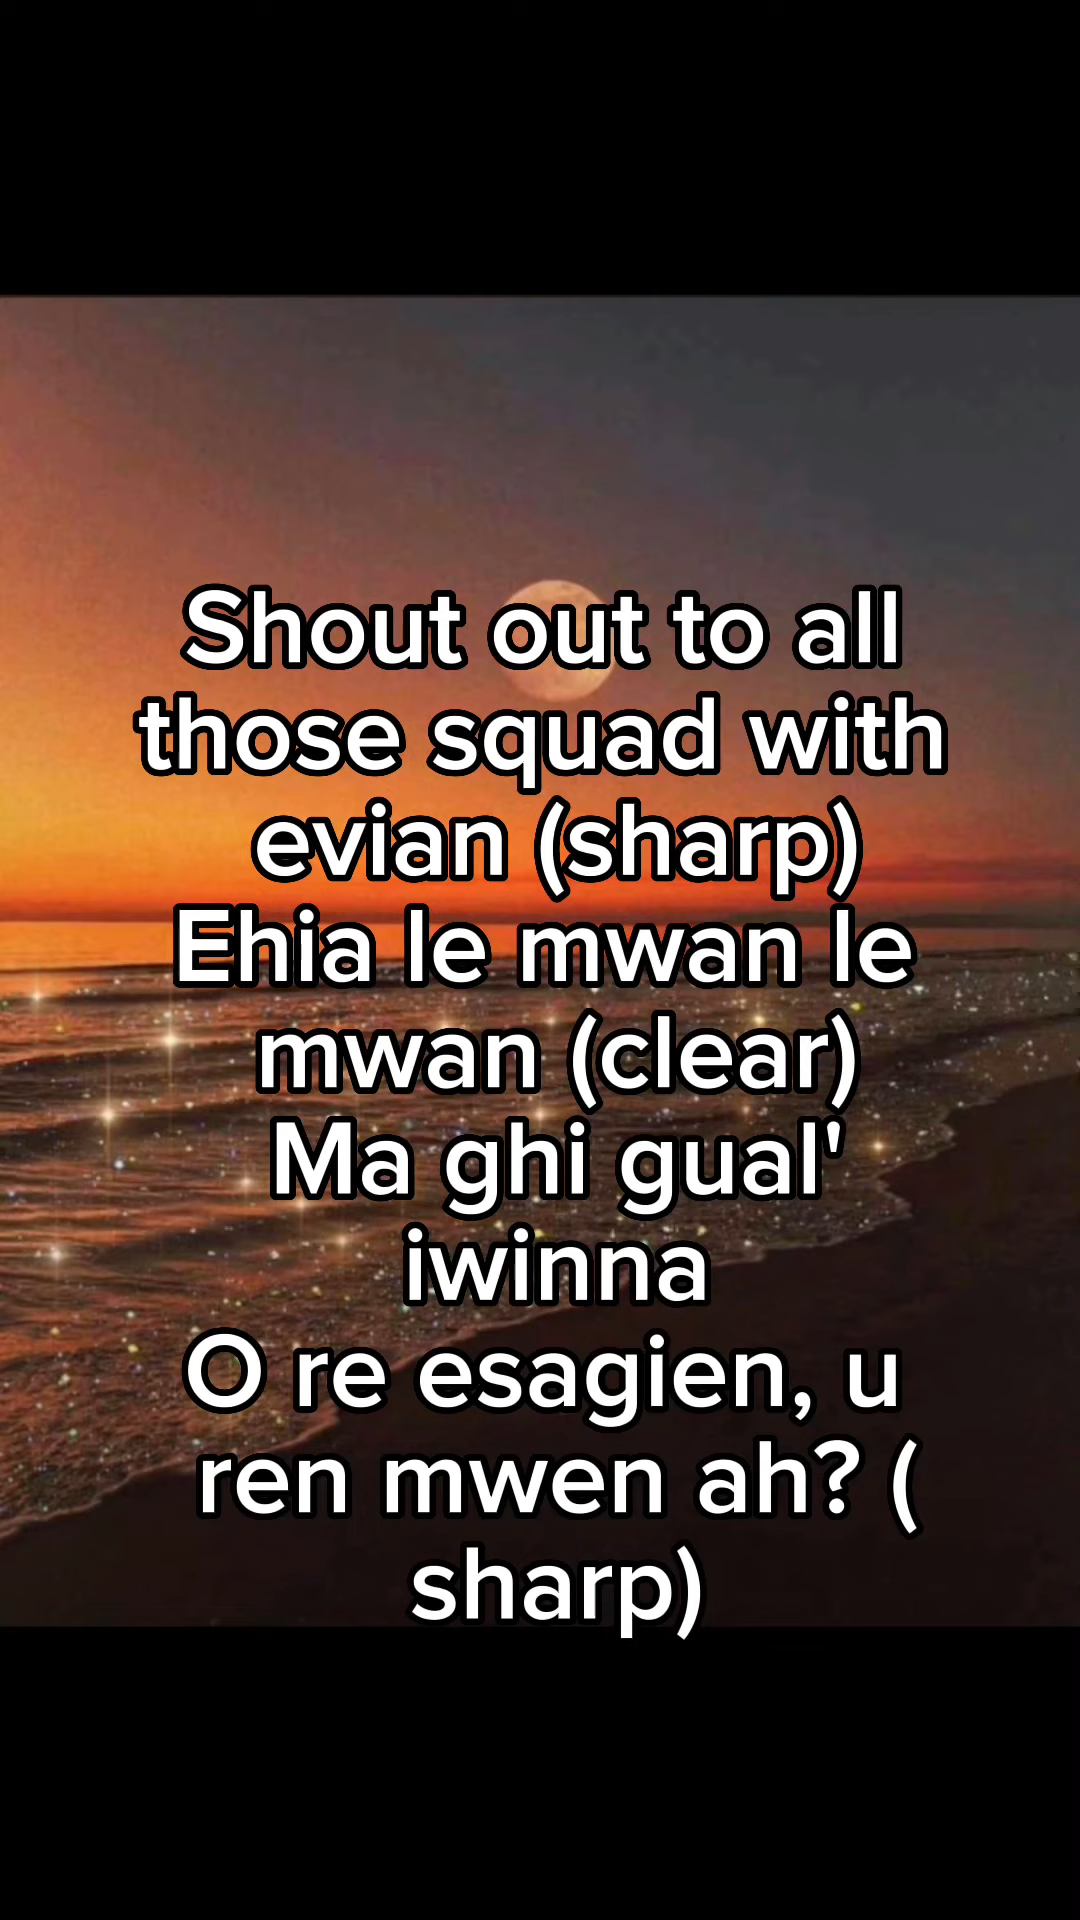 Shout out to all
those squad with
evian (sharp)
Ehia le mwan le
mwan (clear)
Ma ghi gual'
iwinna
O re esagien, u
ren mwen ah? (
sharp)